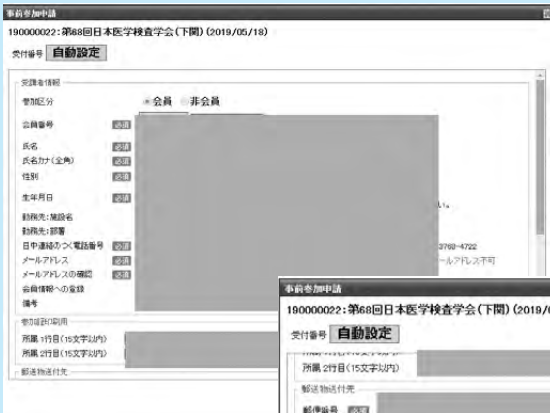 事前参加申請
190000022:第68回日本医学検査学会(下関)(2019/05/18)
受付番号 自動設定
受講者情報
参加区分 会員 非会員
会員番号 必須
氏名 必須
氏名カナ(全角) 必須
性別 必須
生年月日 必須
い。
勤務先:施設名
勤務先:部署
日中連絡のつく電話番号 必須 3768-4722
メールアドレス 必須 ールアドレス不可
メールアドレスの確認 必須
会員情報への登録
備考
参加証印刷用
所属 1行目(15文字以内)
所属 2行目(15文字以内)
郵送物送付先
事前参加申請
190000022:第68回日本医学検査学会(下関)(2019/0
受付番号 自動設定
所属 2行目(15文字以内)
郵送物送付先
郵便番号 必須